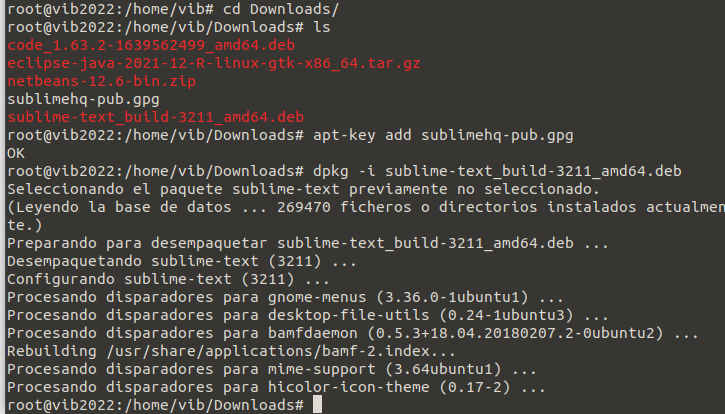 root@vib2022:/home/vib# cd Downloads/
root@vib2022:/home/vib/Downloads# ls
code_1.63.2-1639562499_amd64.deb
eclipse-java-2021-12-R-linux-gtk-x86_64.tar.gz
netbeans-12.6-bin.zip
sublimehq-pub.gpg
sublime-text_build-3211_amd64.deb
root@vib2022:/home/vib/Downloads# apt-key add sublimehq-pub.gpg
OK
root@vib2022:/home/vib/Downloads# dpkg -i sublime-text_build-3211_amd64.deb
Seleccionando el paquete sublime-text previamente no seleccionado.
(Leyendo la base de datos ... 269470 ficheros o directorios instalados actualmen
te.)
Preparando para desempaquetar sublime-text_build-3211_amd64.deb ...
Desempaquetando sublime-text (3211) ...
Configurando sublime-text (3211) ...
Procesando disparadores para gnome-menus (3.36.0-1ubuntu1) ...
Procesando disparadores para desktop-file-utils (0.24-1ubuntu3) ...
Procesando disparadores para bamfdaemon (0.5.3+18.04.20180207.2-0ubuntu2) ...
Rebuilding /usr/share/applications/bamf-2.index...
Procesando disparadores para mime-support (3.64ubuntu1) ...
Procesando disparadores para hicolor-icon-theme (0.17-2) ...
root@vib2022:/home/vib/Downloads#